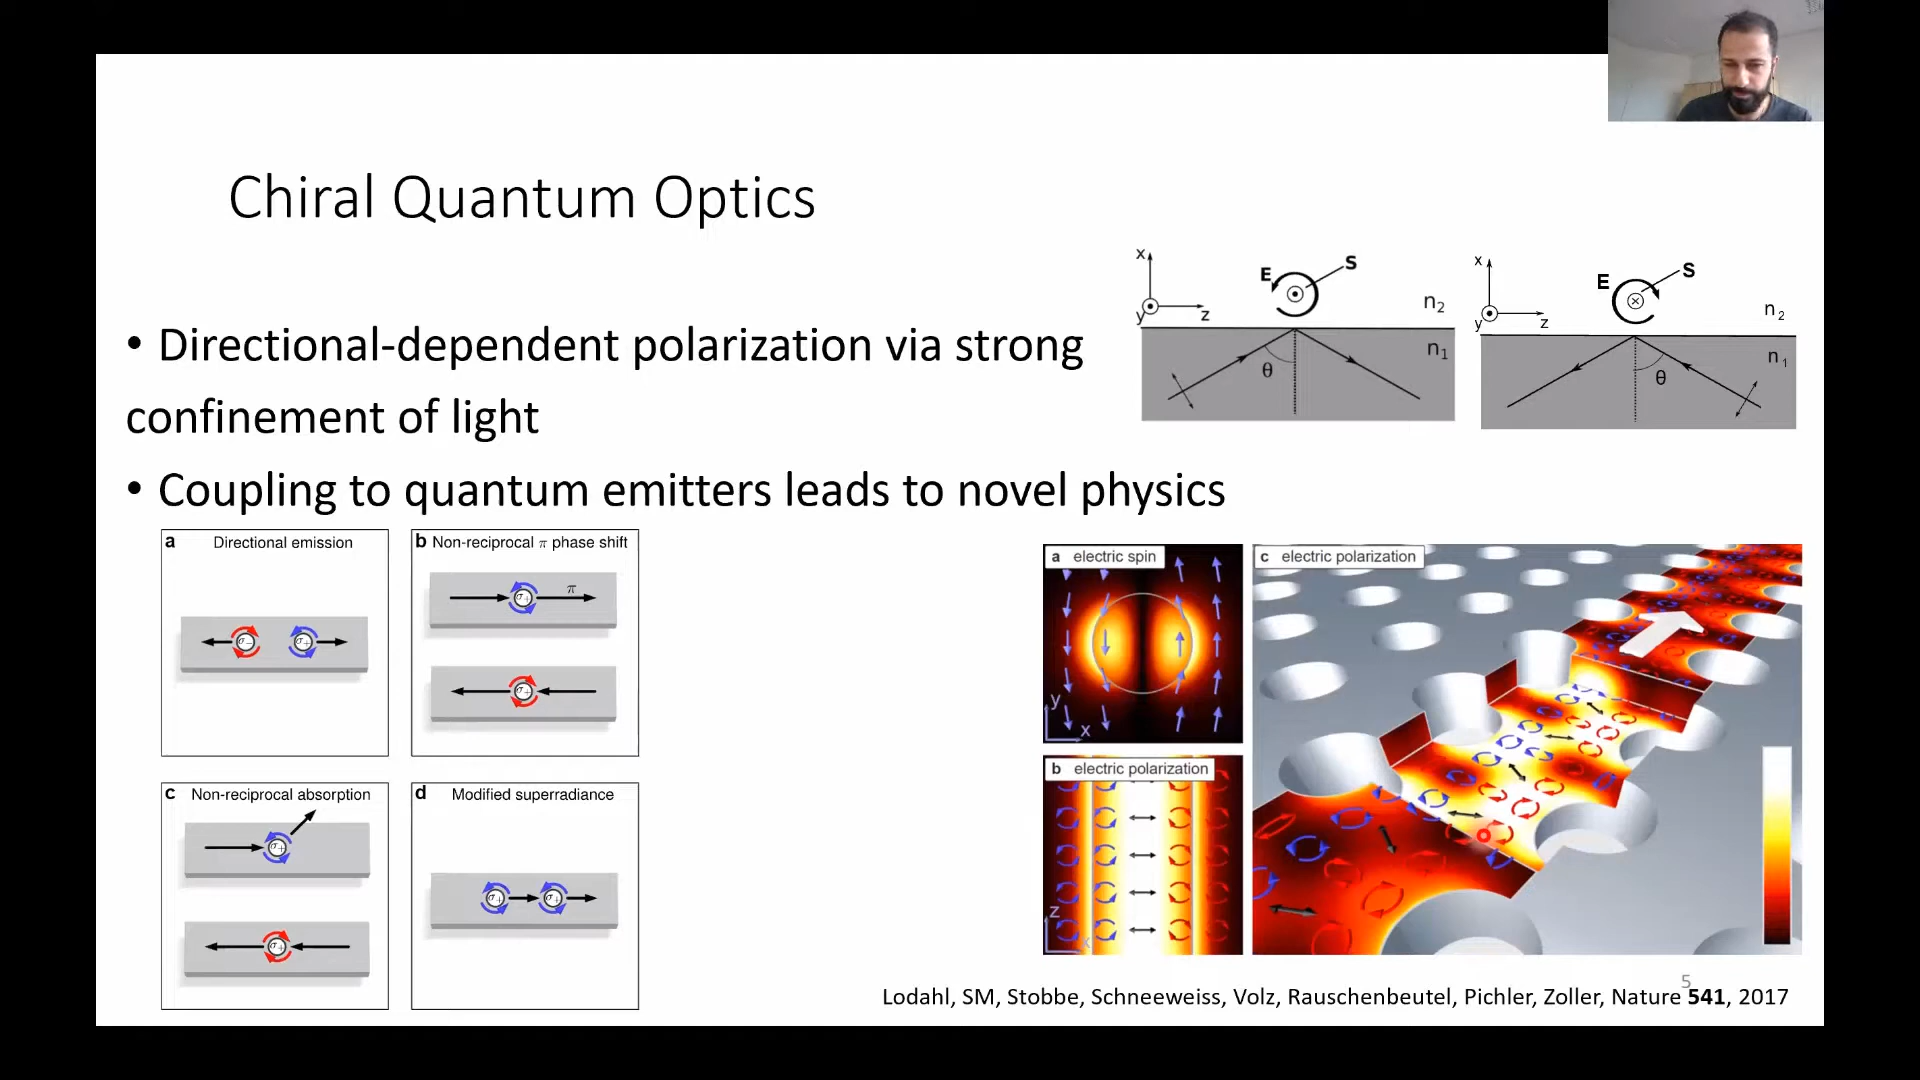 Chiral Quantum Optics
• Directional-dependent polarization via strong
confinement of light
• Coupling to quantum emitters leads to novel physics
x
E
S
n2
y
z
θ
n1
x
E
S
n2
y
z
θ
n1
a Directional emission
σ-
σ+
b Non-reciprocal π phase shift
σ+
π
σ+
c Non-reciprocal absorption
σ+
σ+
d Modified superradiance
σ+
σ+
a electric spin
y
x
b electric polarization
z
x
c electric polarization
5
Lodahl, SM, Stobbe, Schneeweiss, Volz, Rauschenbeutel, Pichler, Zoller, Nature 541, 2017